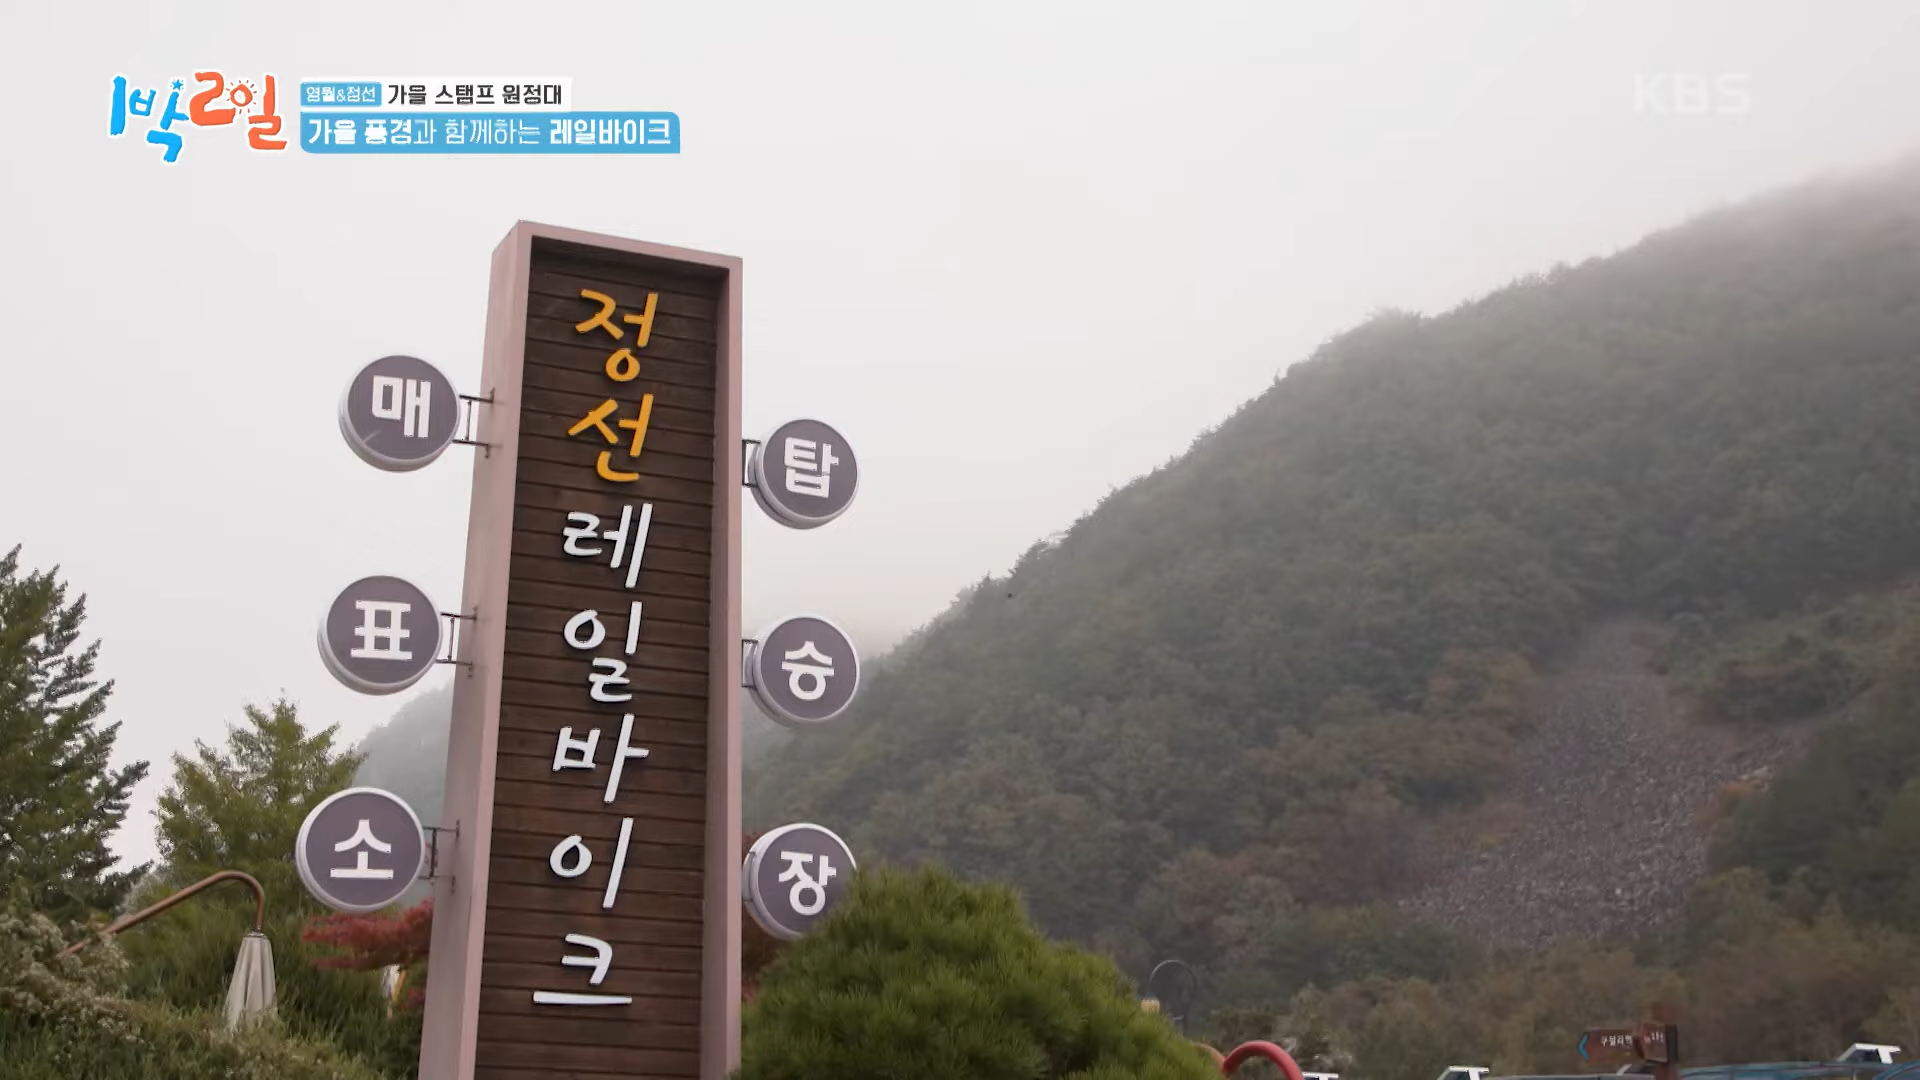 1박2일
영월&정선 가을 스탬프 원정대
가을 풍경과 함께하는 레일바이크
KBS
정선레일바이크
매표소
탑승장